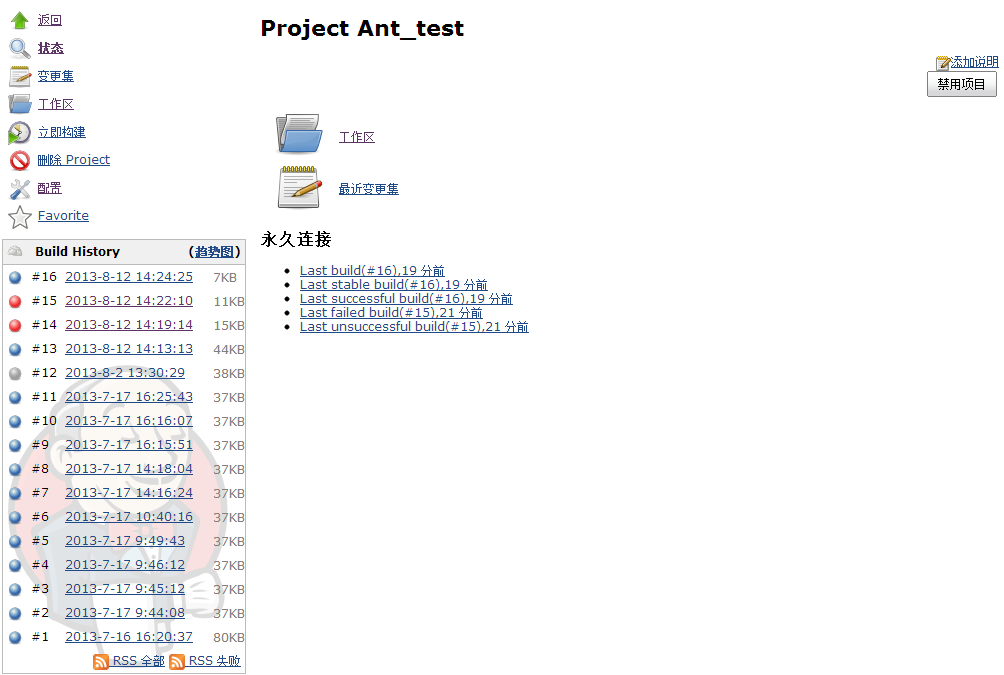 返回
状态
变更集
工作区
立即构建
删除 Project
配置
Favorite
Build History (趋势图)
#16 2013-8-12 14:24:25 7KB
#15 2013-8-12 14:22:10 11KB
#14 2013-8-12 14:19:14 15KB
#13 2013-8-12 14:13:13 44KB
#12 2013-8-2 13:30:29 38KB
#11 2013-7-17 16:25:43 37KB
#10 2013-7-17 16:16:07 37KB
#9 2013-7-17 16:15:51 37KB
#8 2013-7-17 14:18:04 37KB
#7 2013-7-17 14:16:24 37KB
#6 2013-7-17 10:40:16 37KB
#5 2013-7-17 9:49:43 37KB
#4 2013-7-17 9:46:12 37KB
#3 2013-7-17 9:45:12 37KB
#2 2013-7-17 9:44:08 37KB
#1 2013-7-16 16:20:37 80KB
RSS 全部 RSS 失败
Project Ant_test
添加说明
禁用项目
工作区
最近变更集
永久连接
Last build(#16),19 分前
Last stable build(#16),19 分前
Last successful build(#16),19 分前
Last failed build(#15),21 分前
Last unsuccessful build(#15),21 分前